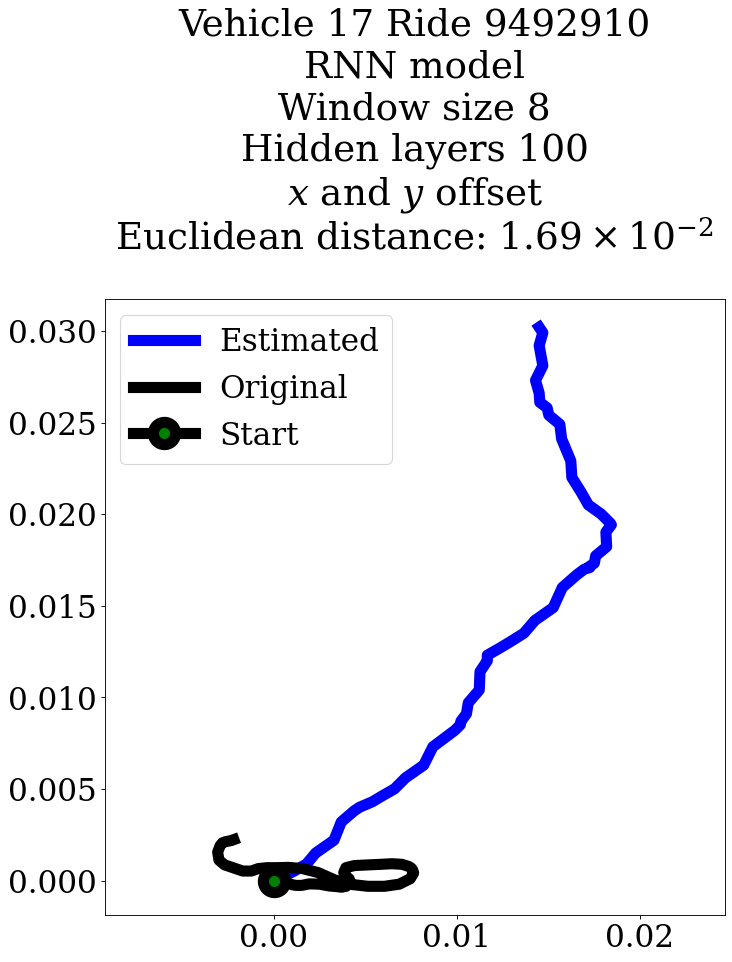 Vehicle 17 Ride 9492910
RNN model
Window size 8
Hidden layers 100
x and y offset
Euclidean distance: 1.69 × 10⁻²
Estimated
Original
Start
0.030
0.025
0.020
0.015
0.010
0.005
0.000
0.00 0.01 0.02